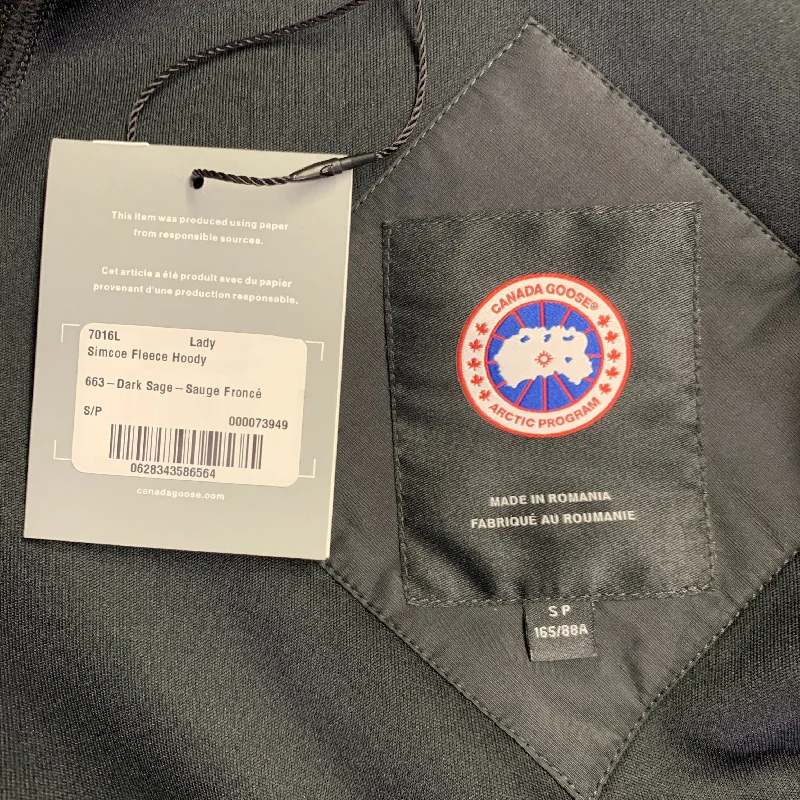 This item was produced using paper
from responsible sources.
Cet article a été produit avec du papier
provenant d'une production responsable.
7016L Lady
Simcoe Fleece Hoody
663–Dark Sage–Sauge Froncé
S/P
000073949
0628343586564
canadagoose.com
CANADA GOOSE®
ARCTIC PROGRAM
MADE IN ROMANIA
FABRIQUÉ AU ROUMANIE
S P
165/88A